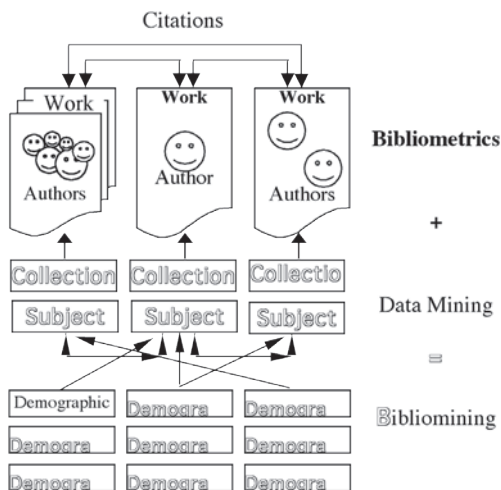 Citations
Work Work Work
Authors Author Authors
Bibliometrics
+
Collection Collection Collectio
Data Mining
Subject Subject Subject
=
Demographic Demogra Demogra
Bibliomining
Demogra Demogra Demogra
Demogra Demogra Demogra